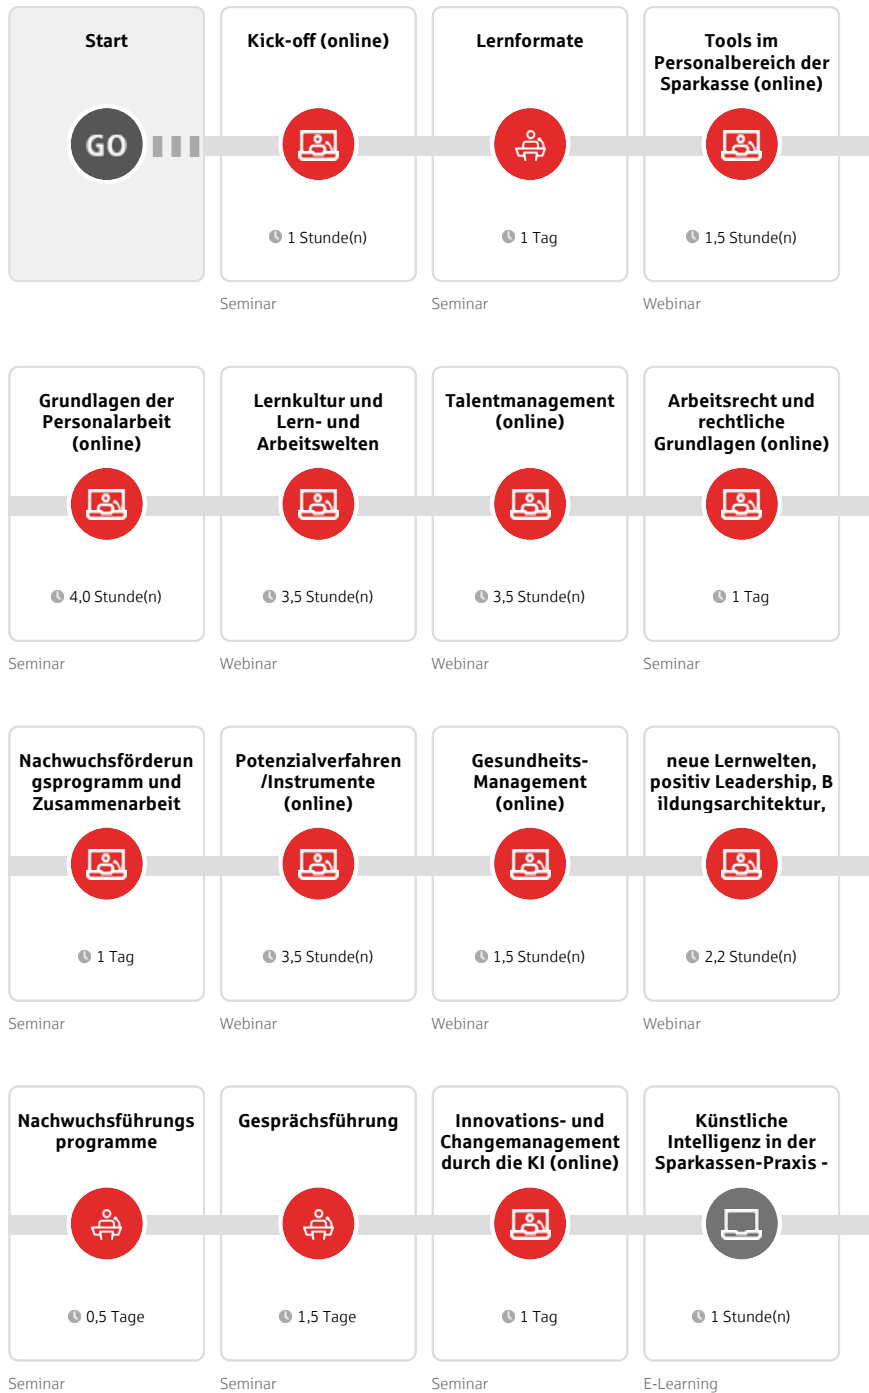 Start
GO
Kick-off (online)
1 Stunde(n)
Seminar
Lernformate
1 Tag
Seminar
Tools im
Personalbereich der
Sparkasse (online)
1,5 Stunde(n)
Webinar
Grundlagen der
Personalarbeit
(online)
4,0 Stunde(n)
Seminar
Lernkultur und
Lern- und
Arbeitswelten
3,5 Stunde(n)
Webinar
Talentmanagement
(online)
3,5 Stunde(n)
Webinar
Arbeitsrecht und
rechtliche
Grundlagen (online)
1 Tag
Seminar
Nachwuchsförderun
gsprogramm und
Zusammenarbeit
1 Tag
Seminar
Potenzialverfahren
/Instrumente
(online)
3,5 Stunde(n)
Webinar
Gesundheits-
Management
(online)
1,5 Stunde(n)
Webinar
neue Lernwelten,
positiv Leadership, B
ildungsarchitektur,
2,2 Stunde(n)
Webinar
Nachwuchsführungs
programme
0,5 Tage
Seminar
Gesprächsführung
1,5 Tage
Seminar
Innovations- und
Changemanagement
durch die KI (online)
1 Tag
Seminar
Künstliche
Intelligenz in der
Sparkassen-Praxis -
1 Stunde(n)
E-Learning